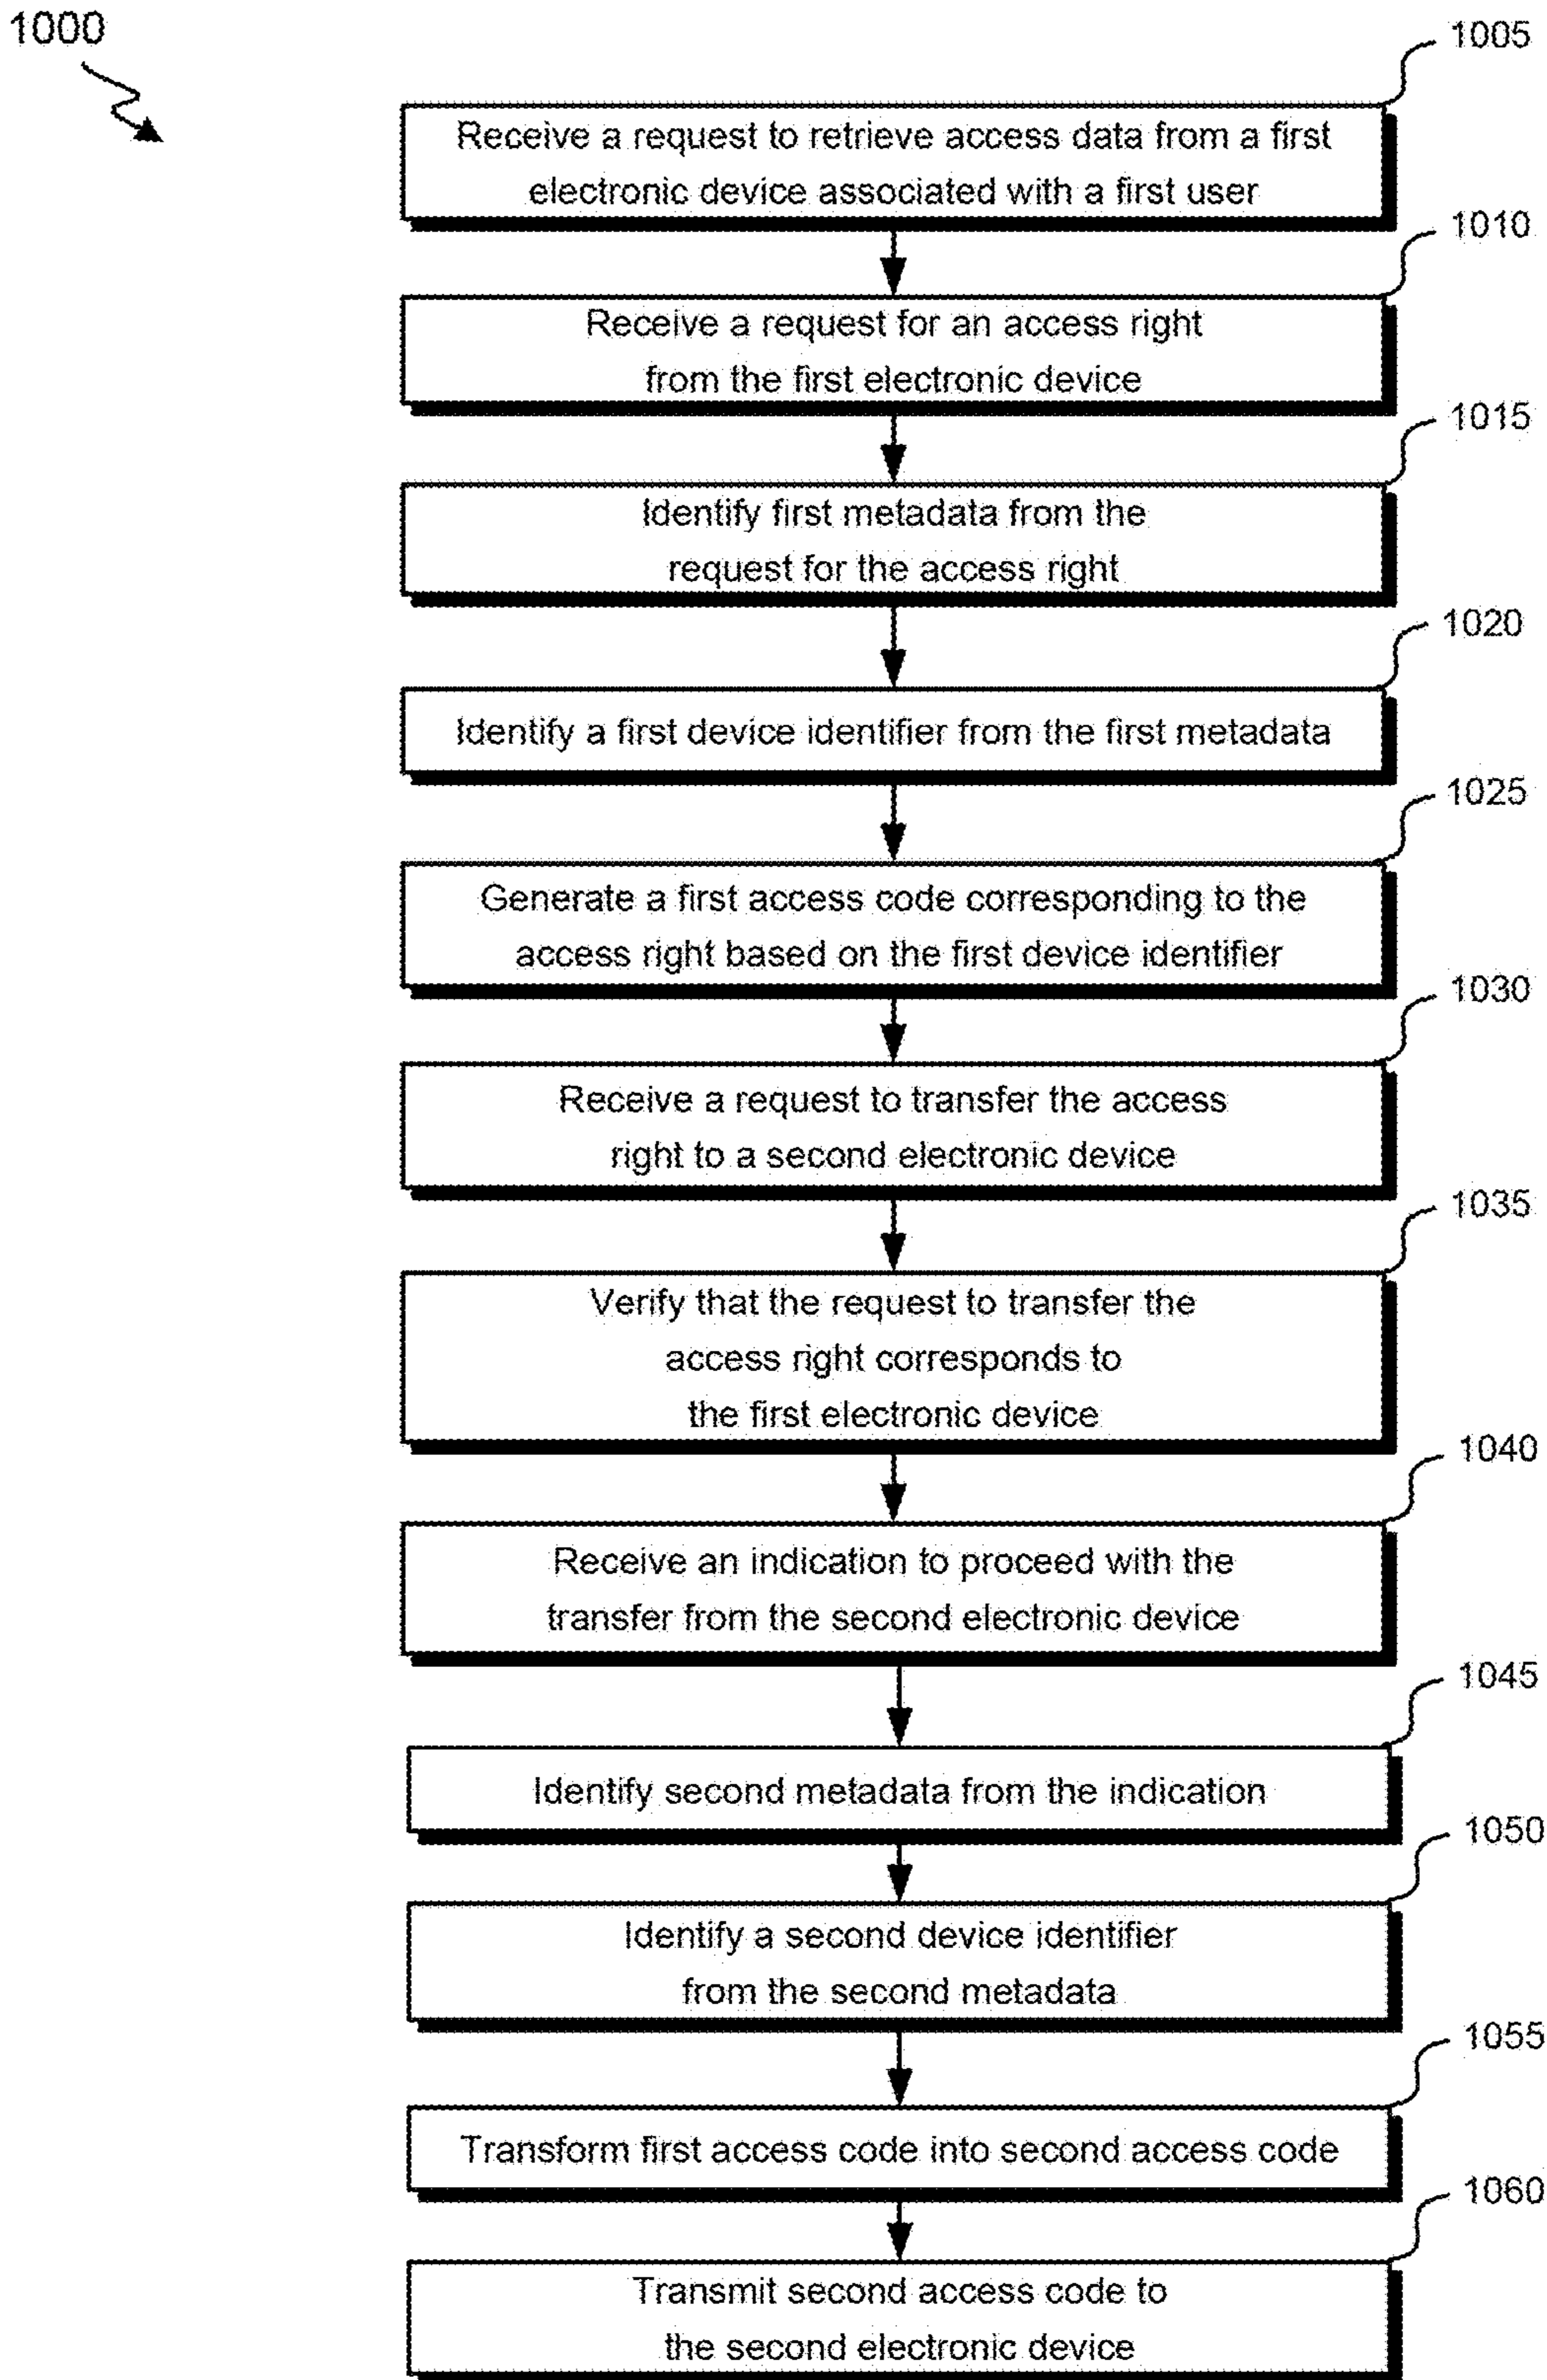 1000
1005
Receive a request to retrieve access data from a first
electronic device associated with a first user
1010
Receive a request for an access right
from the first electronic device
1015
Identify first metadata from the
request for the access right
1020
Identify a first device identifier from the first metadata
1025
Generate a first access code corresponding to the
access right based on the first device identifier
1030
Receive a request to transfer the access
right to a second electronic device
1035
Verify that the request to transfer the
access right corresponds to
the first electronic device
1040
Receive an indication to proceed with the
transfer from the second electronic device
1045
Identify second metadata from the indication
1050
Identify a second device identifier
from the second metadata
1055
Transform first access code into second access code
1060
Transmit second access code to
the second electronic device